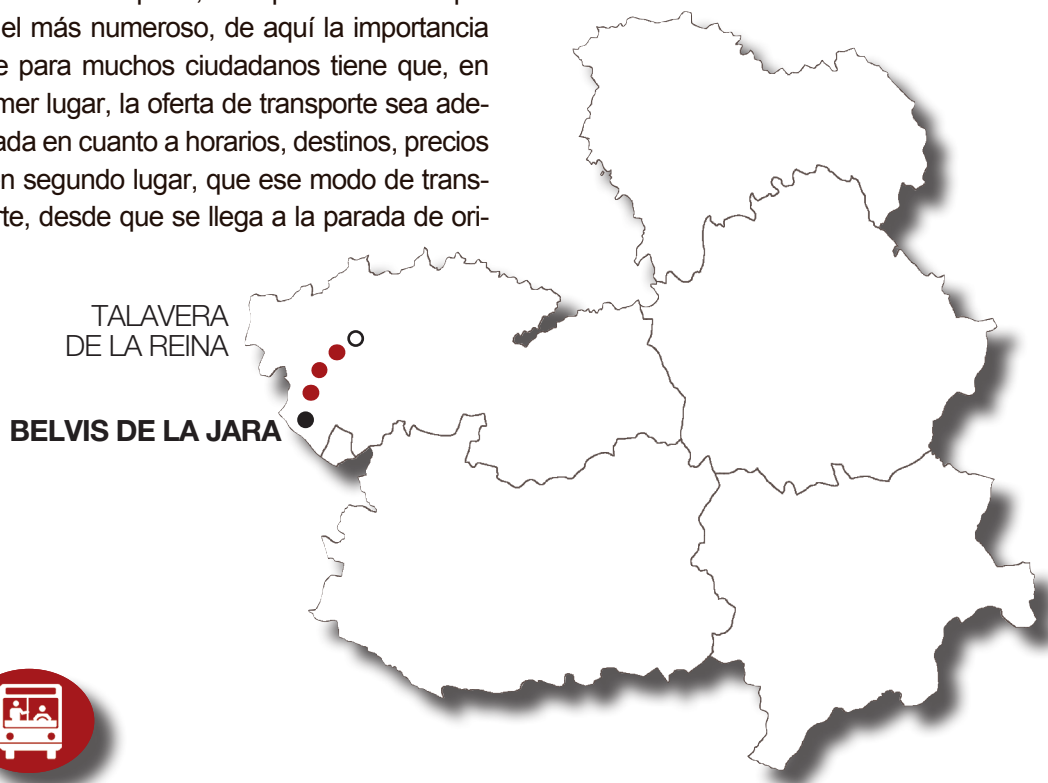 el más numeroso, de aquí la importancia
para muchos ciudadanos tiene que, en
mer lugar, la oferta de transporte sea ade-
ada en cuanto a horarios, destinos, precios
n segundo lugar, que ese modo de trans-
rte, desde que se llega a la parada de ori-
TALAVERA
DE LA REINA
BELVIS DE LA JARA